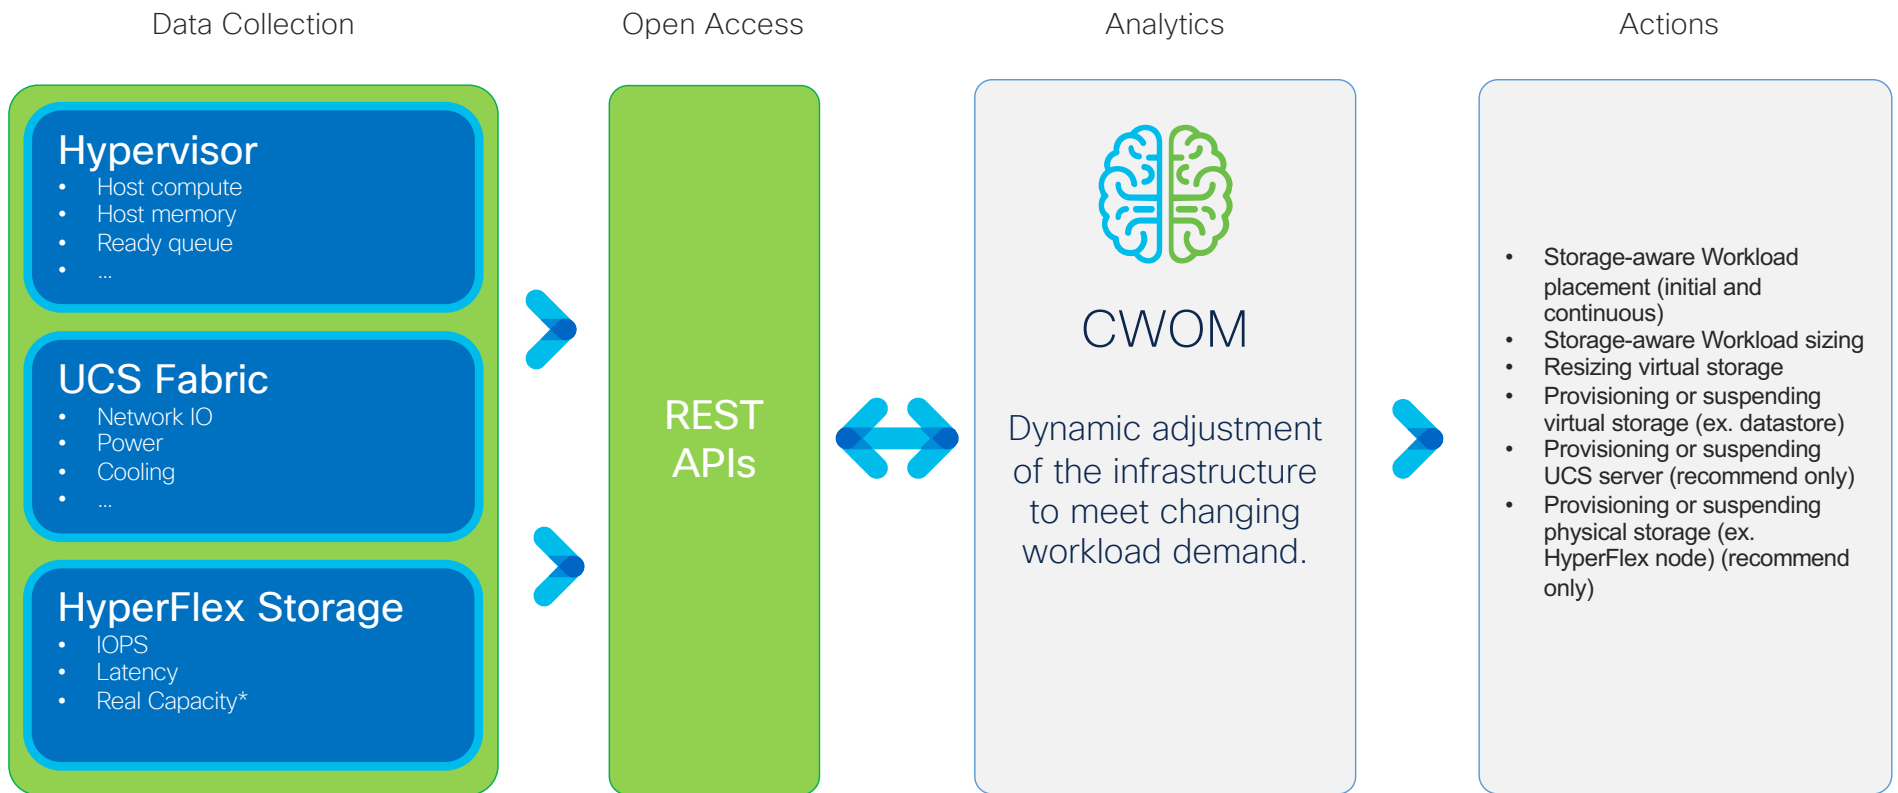 Data Collection
Open Access
Analytics
Actions
Hypervisor
• Host compute
• Host memory
• Ready queue
• ...
UCS Fabric
• Network IO
• Power
• Cooling
• ...
HyperFlex Storage
• IOPS
• Latency
• Real Capacity*
REST
APIs
CWOM
Dynamic adjustment
of the infrastructure
to meet changing
workload demand.
• Storage-aware Workload
placement (initial and
continuous)
• Storage-aware Workload sizing
• Resizing virtual storage
• Provisioning or suspending
virtual storage (ex. datastore)
• Provisioning or suspending
UCS server (recommend only)
• Provisioning or suspending
physical storage (ex.
HyperFlex node) (recommend
only)